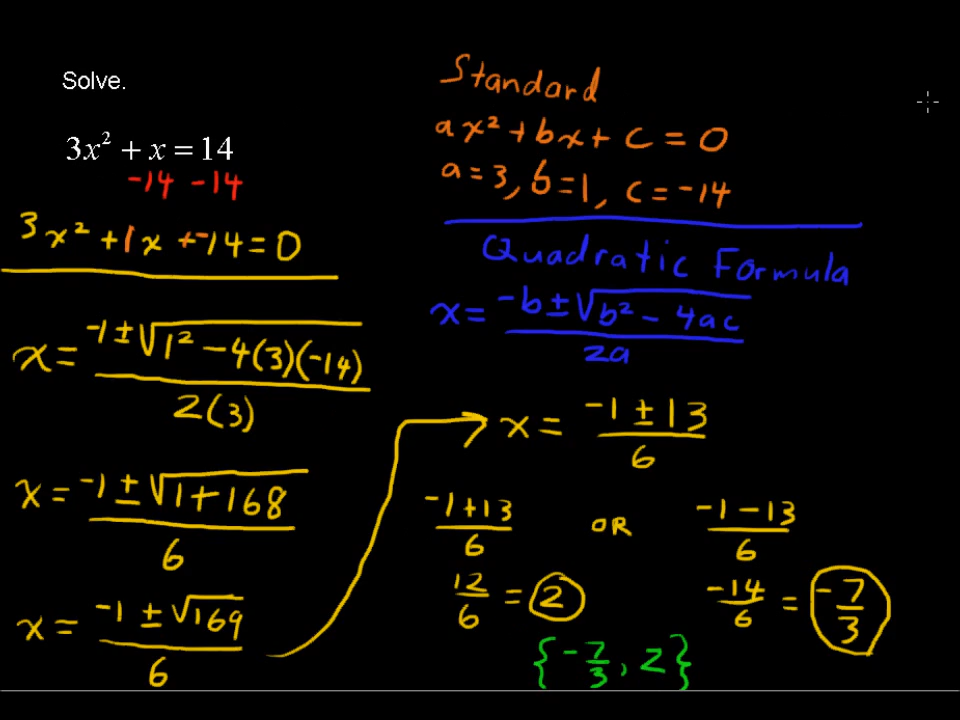 Solve.
3x² + x = 14
-14 -14
3x² + 1x + -14 = 0
x = (-1 ± √(1² - 4(3)(-14))) / 2(3)
x = (-1 ± √(1 + 168)) / 6
x = (-1 ± √169) / 6
Standard
ax² + bx + c = 0
a = 3, b = 1, c = -14
Quadratic Formula
x = (-b ± √(b² - 4ac)) / 2a
x = (-1 ± 13) / 6
(-1 + 13) / 6 OR (-1 - 13) / 6
12/6 = 2 -14/6 = -7/3
{-7/3, 2}